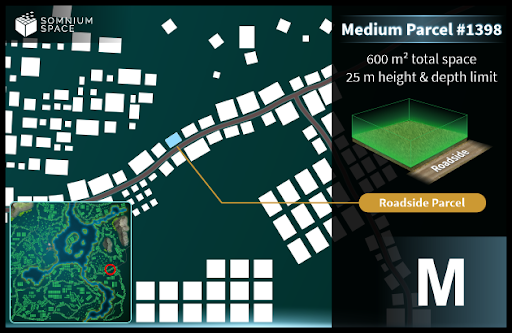 SOMNIUM
SPACE
Medium Parcel #1398
600 m² total space
25 m height & depth limit
Roadside
Roadside Parcel
M